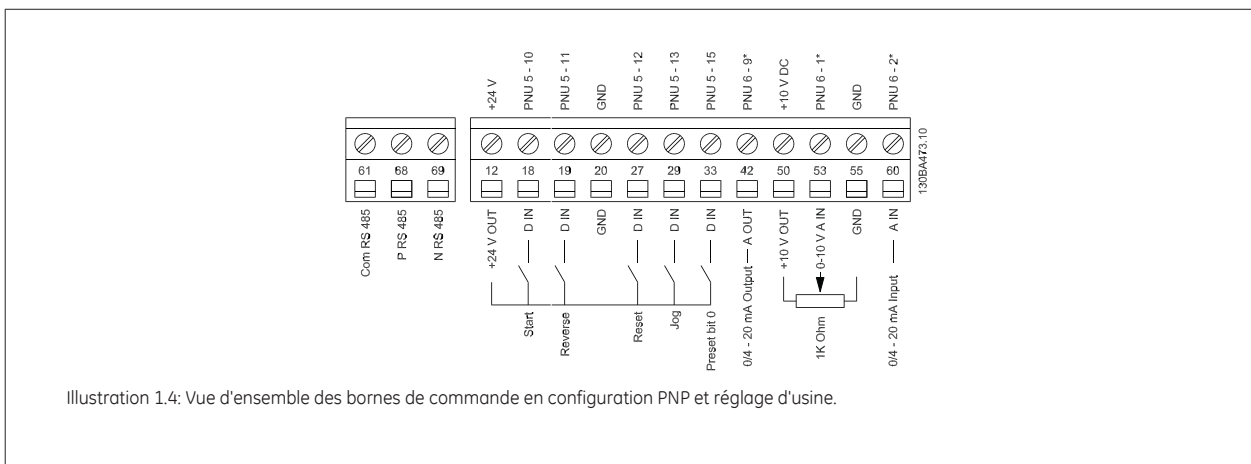 +24 V
PNU 5 - 10
PNU 5 - 11
GND
PNU 5 - 12
PNU 5 - 13
PNU 5 - 15
PNU 6 - 9*
+10 V DC
PNU 6 - 1*
GND
PNU 6 - 2*
61 68 69 12 18 19 20 27 29 33 42 50 53 55 60
130BA473.10
Com RS 485
P RS 485
N RS 485
+24 V OUT
D IN
D IN
GND
D IN
D IN
D IN
A OUT
+10 V OUT
0-10 V A IN
GND
A IN
Start
Reverse
Reset
Jog
Preset bit 0
0/4 - 20 mA Output
1K Ohm
0/4 - 20 mA Input
Illustration 1.4: Vue d'ensemble des bornes de commande en configuration PNP et réglage d'usine.